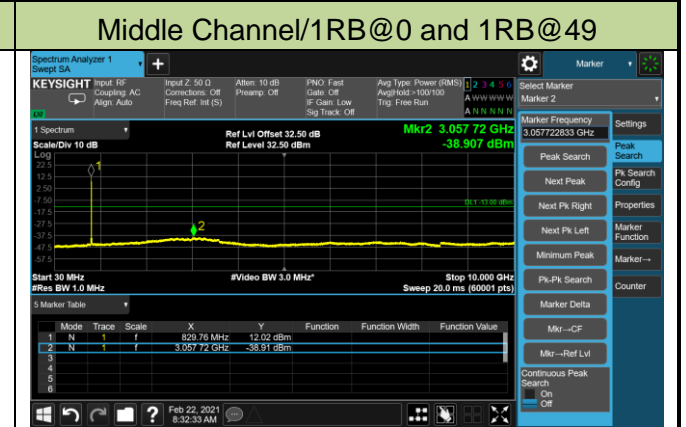 Middle Channel/1RB@0 and 1RB@49
Spectrum Analyzer 1
Swept SA
Marker
KEYSIGHT
Input: RF
Coupling: AC
Align: Auto
Input Z: 50 Ω
Corrections: Off
Freq Ref: Int (S)
Atten: 10 dB
Preamp: Off
PNO: Fast
Gate: Off
IF Gain: Low
Sig Track: Off
Avg Type: Power (RMS)
Avg|Hold:>100/100
Trig: Free Run
1 2 3 4 5 6
A W W W W W
A N N N N N
Select Marker
Marker 2
1 Spectrum
Scale/Div 10 dB
Log
Ref Lvl Offset 32.50 dB
Ref Level 32.50 dBm
Mkr2 3.057 72 GHz
-38.907 dBm
22.5
12.5
2.50
-7.50
-17.5
-27.5
-37.5
-47.5
-57.5
1
2
DL1 -13.00 dBm
Start 30 MHz
#Res BW 1.0 MHz
#Video BW 3.0 MHz*
Stop 10.000 GHz
Sweep 20.0 ms (60001 pts)
5 Marker Table
Mode Trace Scale X Y Function Function Width Function Value
1 N 1 f 829.76 MHz 12.02 dBm
2 N 1 f 3.057 72 GHz -38.91 dBm
3
4
5
6
Marker Frequency
3.057722833 GHz
Peak Search
Next Peak
Next Pk Right
Next Pk Left
Minimum Peak
Pk-Pk Search
Marker Delta
Mkr→CF
Mkr→Ref Lvl
Continuous Peak
Search
On
Off
Settings
Peak
Search
Pk Search
Config
Properties
Marker
Function
Marker→
Counter
?
Feb 22, 2021
8:32:33 AM